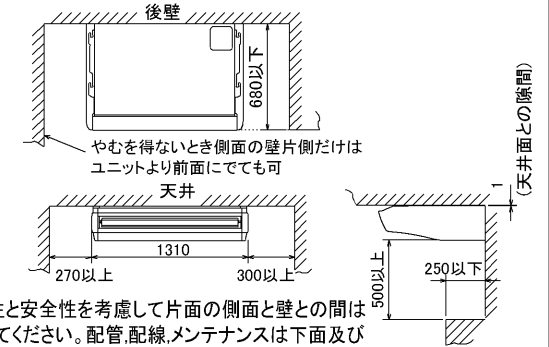 後壁
680以下
やむを得ないとき側面の壁片側だけは
ユニットより前面にでても可
天井
1310
270以上
300以上
1
(天井面との隙間)
500以上
250以下
性と安全性を考慮して片面の側面と壁との間は
てください。配管,配線,メンテナンスは下面及び